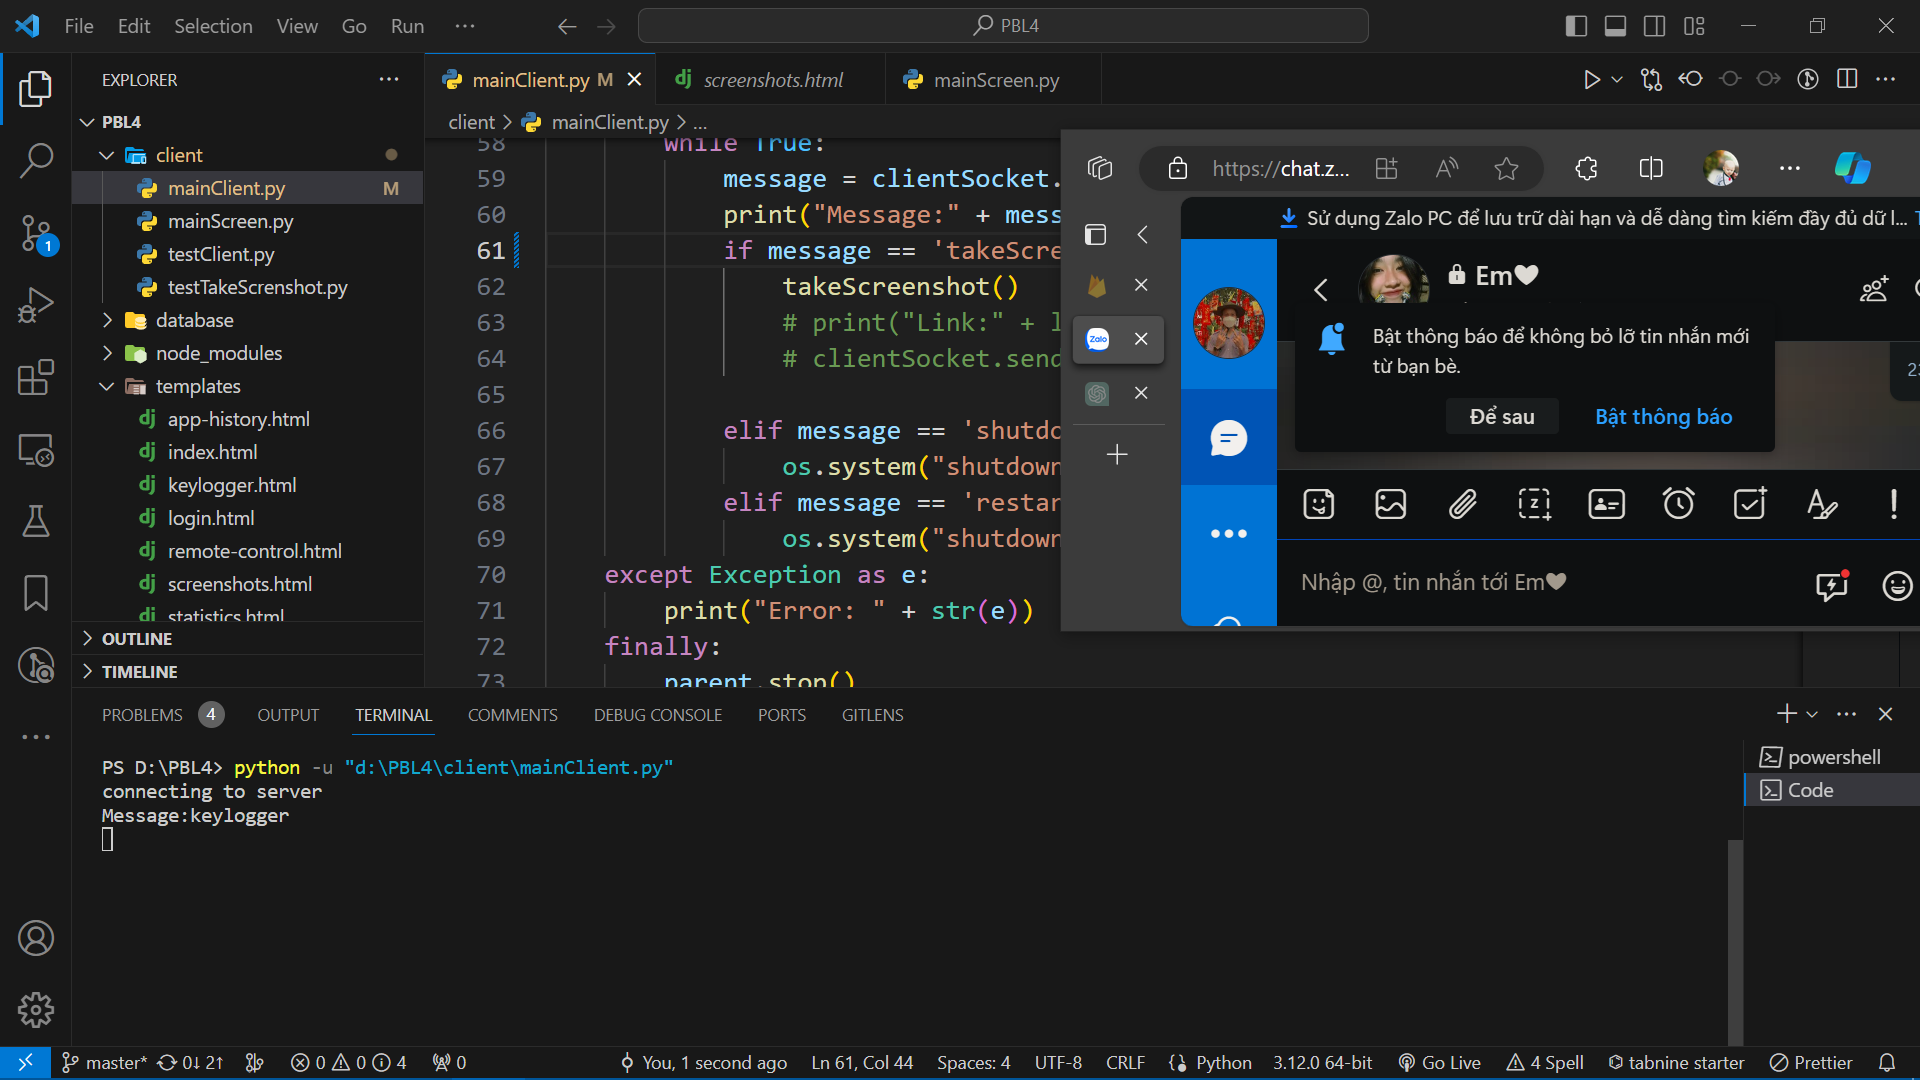 File Edit Selection View Go Run ... PBL4
EXPLORER
PBL4
client
mainClient.py M
mainScreen.py
testClient.py
testTakeScrenshot.py
database
node_modules
templates
app-history.html
index.html
keylogger.html
login.html
remote-control.html
screenshots.html
statistics.html
OUTLINE
TIMELINE
1
mainClient.py M screenshots.html mainScreen.py
client > mainClient.py > ...
58 while True:
59 message = clientSocket.
60 print("Message:" + mess
61 if message == 'takeScre
62 takeScreenshot()
63 # print("Link:" + l
64 # clientSocket.send
65
66 elif message == 'shutdo
67 os.system("shutdown
68 elif message == 'restar
69 os.system("shutdown
70 except Exception as e:
71 print("Error: " + str(e))
72 finally:
73 parent.stop()
https://chat.z...
Sử dụng Zalo PC để lưu trữ dài hạn và dễ dàng tìm kiếm đầy đủ dữ l...
Zalo
Em🖤
Bật thông báo để không bỏ lỡ tin nhắn mới
từ bạn bè.
Để sau Bật thông báo
Nhập @, tin nhắn tới Em🖤
PROBLEMS 4 OUTPUT TERMINAL COMMENTS DEBUG CONSOLE PORTS GITLENS
PS D:\PBL4> python -u "d:\PBL4\client\mainClient.py"
connecting to server
Message:keylogger
powershell
Code
master* 0↓ 2↑ 0 0 4 0 You, 1 second ago Ln 61, Col 44 Spaces: 4 UTF-8 CRLF Python 3.12.0 64-bit Go Live 4 Spell tabnine starter Prettier